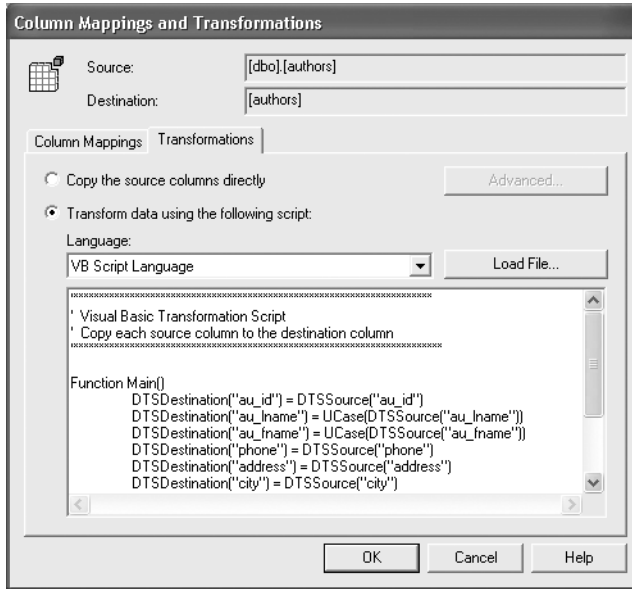 Column Mappings and Transformations
Source: [dbo].[authors]
Destination: [authors]
Column Mappings Transformations
Copy the source columns directly Advanced...
Transform data using the following script:
Language:
VB Script Language Load File...
'**********************************************************************
' Visual Basic Transformation Script
' Copy each source column to the destination column
'************************************************************************
Function Main()
DTSDestination("au_id") = DTSSource("au_id")
DTSDestination("au_lname") = UCase(DTSSource("au_lname"))
DTSDestination("au_fname") = UCase(DTSSource("au_fname"))
DTSDestination("phone") = DTSSource("phone")
DTSDestination("address") = DTSSource("address")
DTSDestination("city") = DTSSource("city")
OK Cancel Help